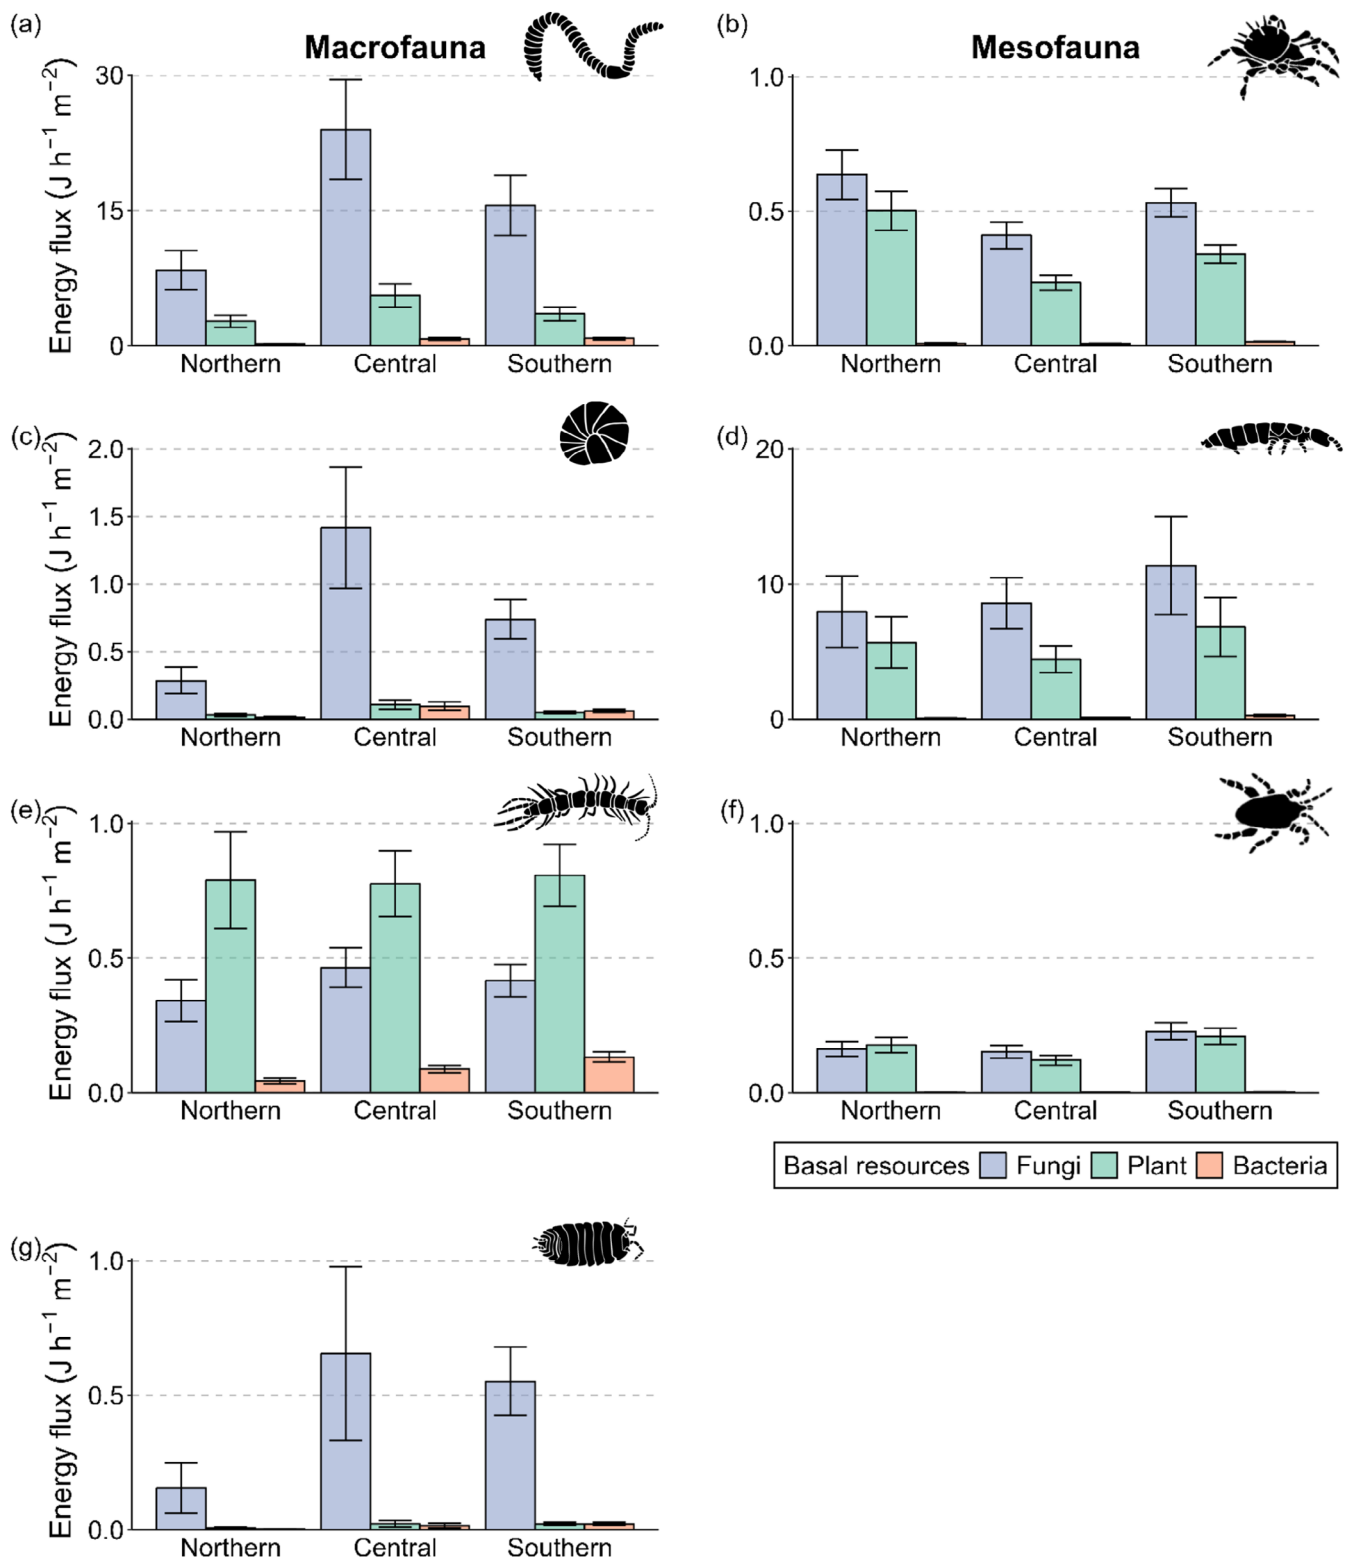 (a)
Macrofauna
Energy flux (J h⁻¹ m⁻²)
30
15
0
Northern Central Southern
(b)
Mesofauna
1.0
0.5
0.0
Northern Central Southern
(c)
Energy flux (J h⁻¹ m⁻²)
2.0
1.5
1.0
0.5
0.0
Northern Central Southern
(d)
20
10
0
Northern Central Southern
(e)
Energy flux (J h⁻¹ m⁻²)
1.0
0.5
0.0
Northern Central Southern
(f)
1.0
0.5
0.0
Northern Central Southern
Basal resources Fungi Plant Bacteria
(g)
Energy flux (J h⁻¹ m⁻²)
1.0
0.5
0.0
Northern Central Southern